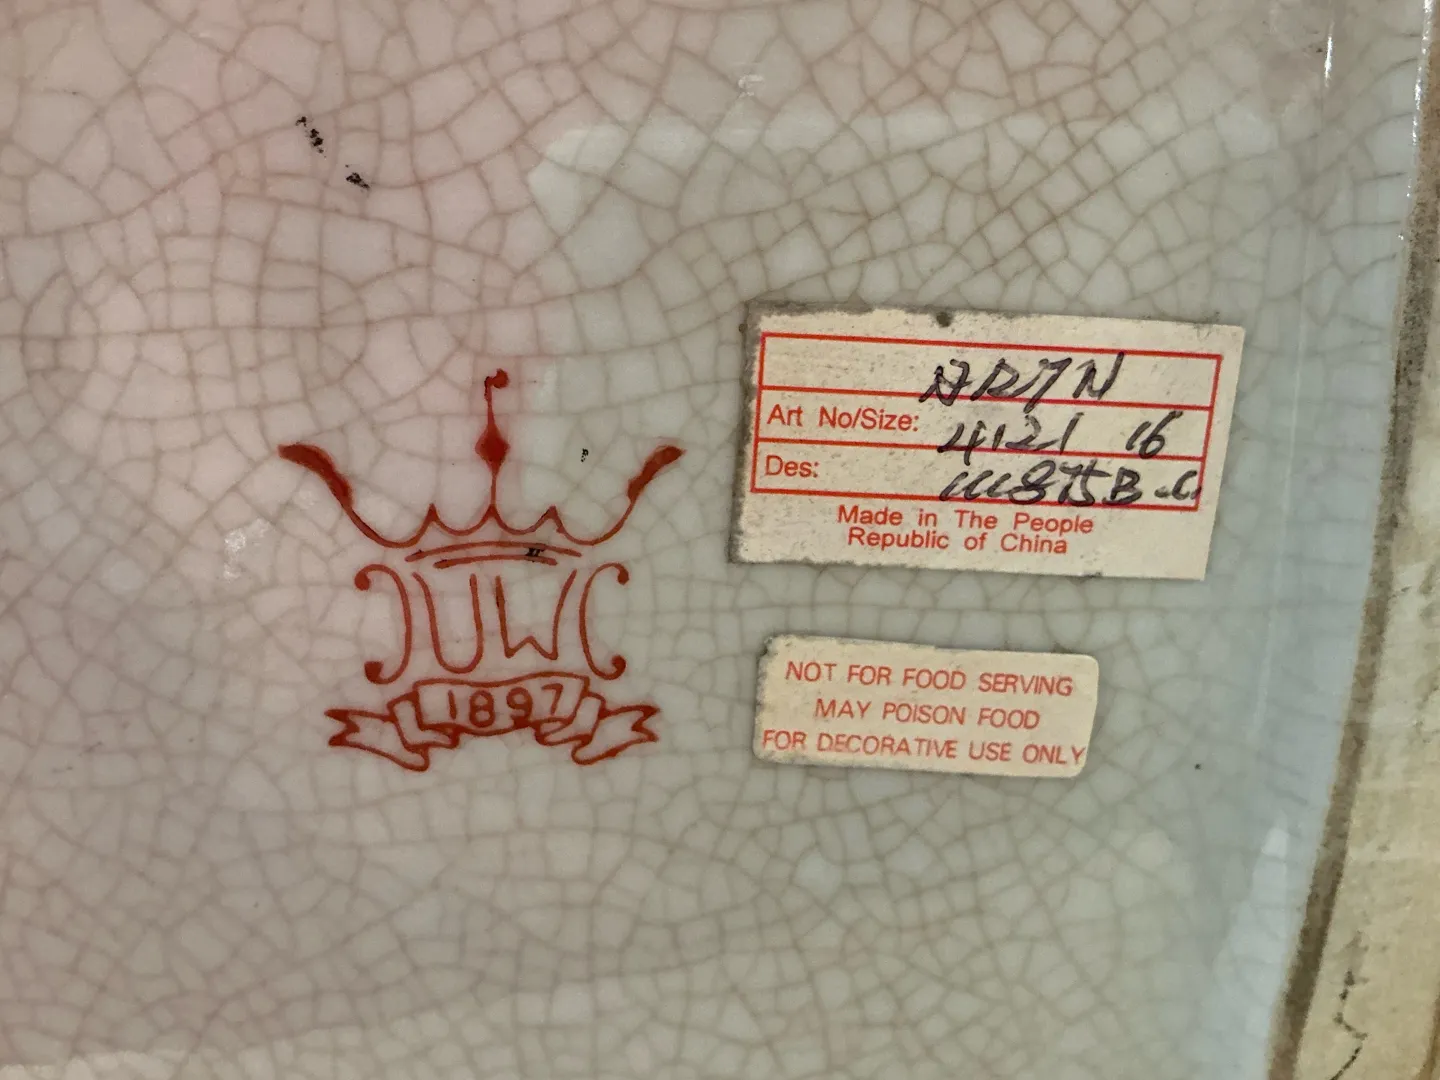 UW
1897
Art No/Size: 4121 16
Des:
Made in The People
Republic of China
NOT FOR FOOD SERVING
MAY POISON FOOD
FOR DECORATIVE USE ONLY